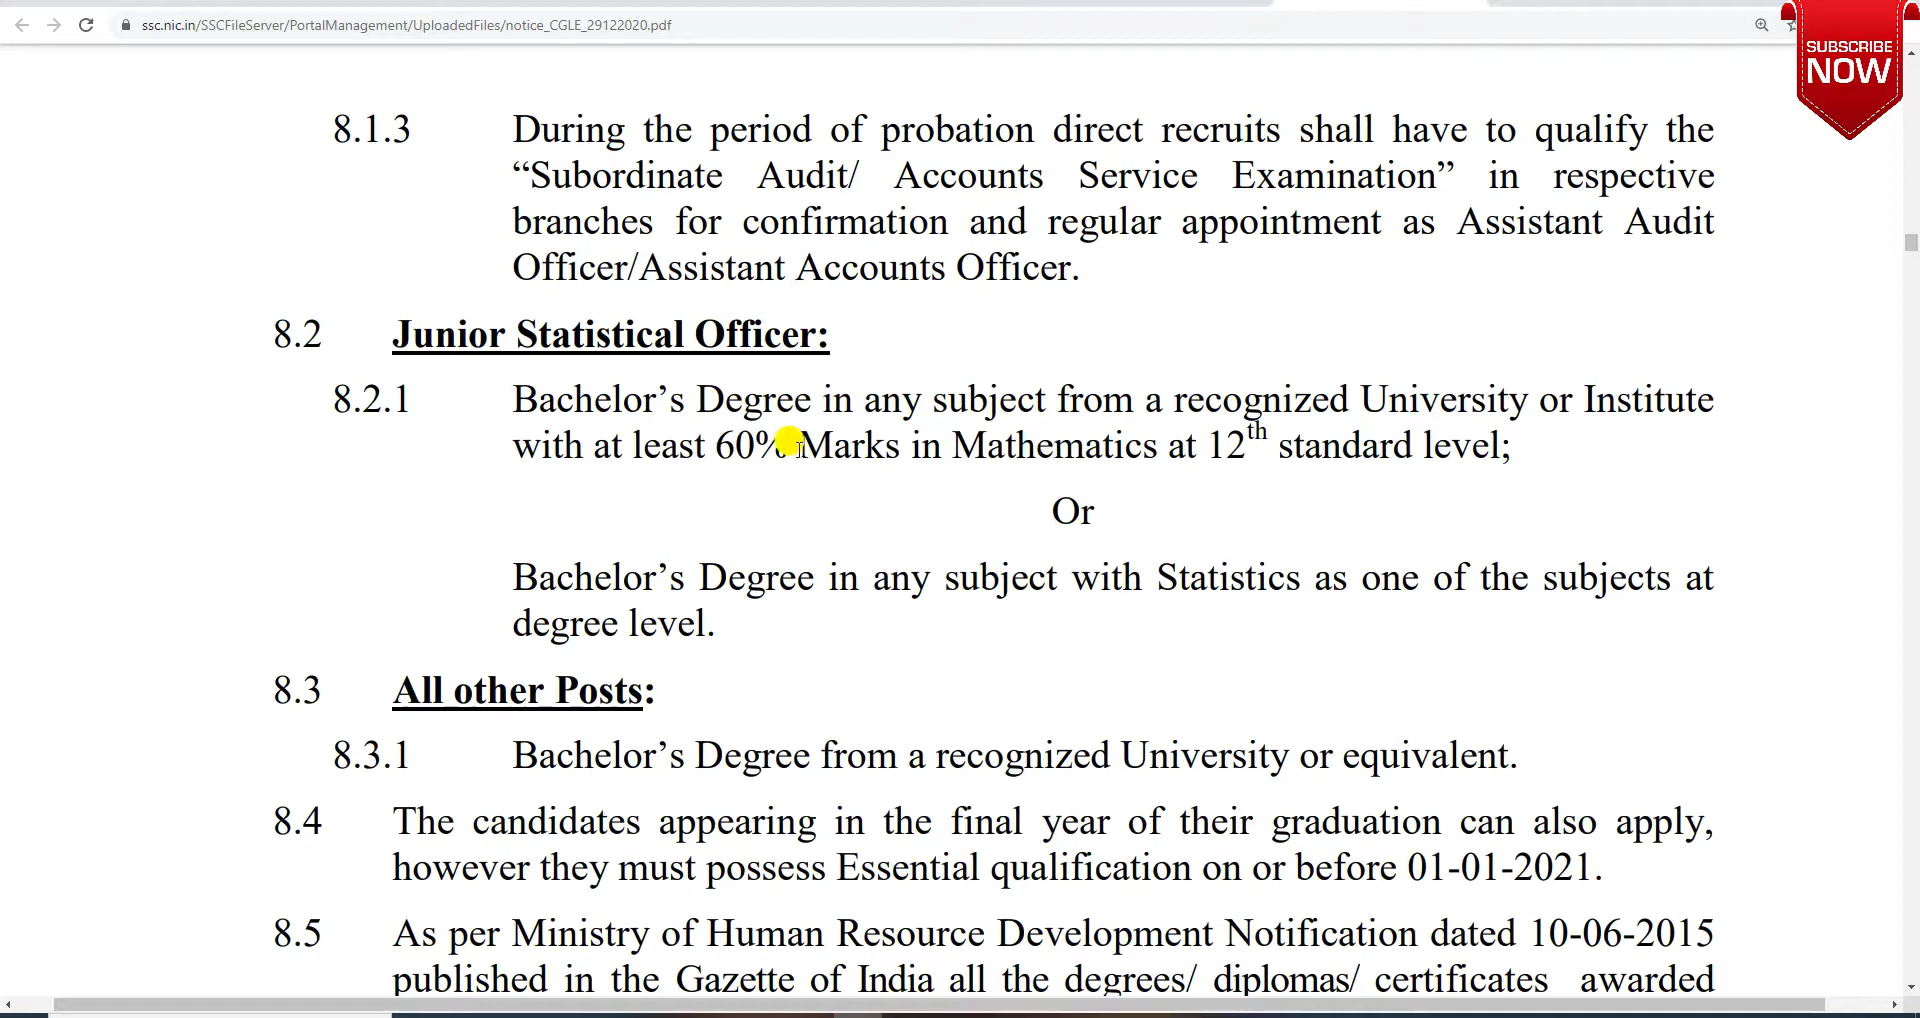 ssc.nic.in/SSCFileServer/PortalManagement/UploadedFiles/notice_CGLE_29122020.pdf
SUBSCRIBE
NOW
8.1.3 During the period of probation direct recruits shall have to qualify the
“Subordinate Audit/ Accounts Service Examination” in respective
branches for confirmation and regular appointment as Assistant Audit
Officer/Assistant Accounts Officer.
8.2 Junior Statistical Officer:
8.2.1 Bachelor’s Degree in any subject from a recognized University or Institute
with at least 60% Marks in Mathematics at 12th standard level;
Or
Bachelor’s Degree in any subject with Statistics as one of the subjects at
degree level.
8.3 All other Posts:
8.3.1 Bachelor’s Degree from a recognized University or equivalent.
8.4 The candidates appearing in the final year of their graduation can also apply,
however they must possess Essential qualification on or before 01-01-2021.
8.5 As per Ministry of Human Resource Development Notification dated 10-06-2015
published in the Gazette of India all the degrees/ diplomas/ certificates awarded